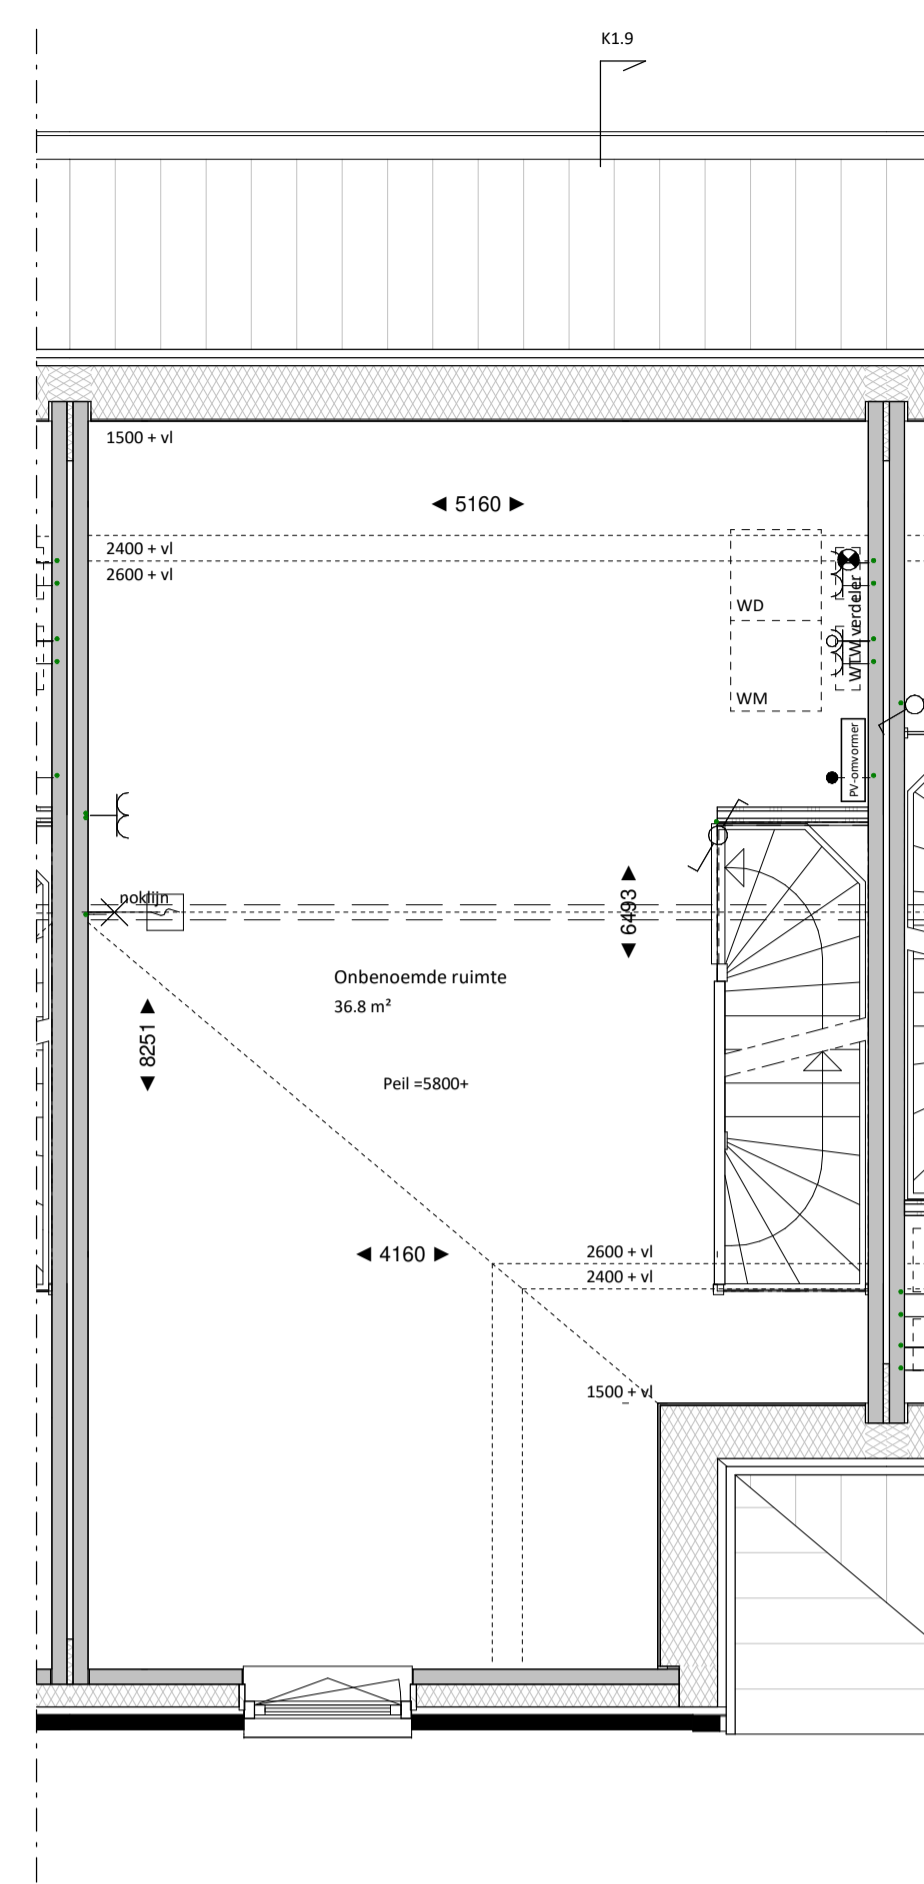 K1.9
1500 + vl
5160
2400 + vl
2600 + vl
WD
WTW verdeler
WM
PV-omvormer
noklijn
6493
Onbenoemde ruimte
36.8 m²
8251
Peil =5800+
4160
2600 + vl
2400 + vl
1500 + vl